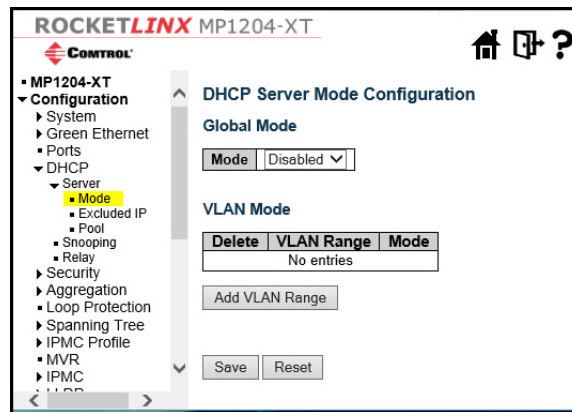 ROCKETLINX MP1204-XT
COMTROL
?
MP1204-XT
Configuration
System
Green Ethernet
Ports
DHCP
Server
Mode
Excluded IP
Pool
Snooping
Relay
Security
Aggregation
Loop Protection
Spanning Tree
IPMC Profile
MVR
IPMC
DHCP Server Mode Configuration
Global Mode
Mode Disabled
VLAN Mode
Delete VLAN Range Mode
No entries
Add VLAN Range
Save Reset